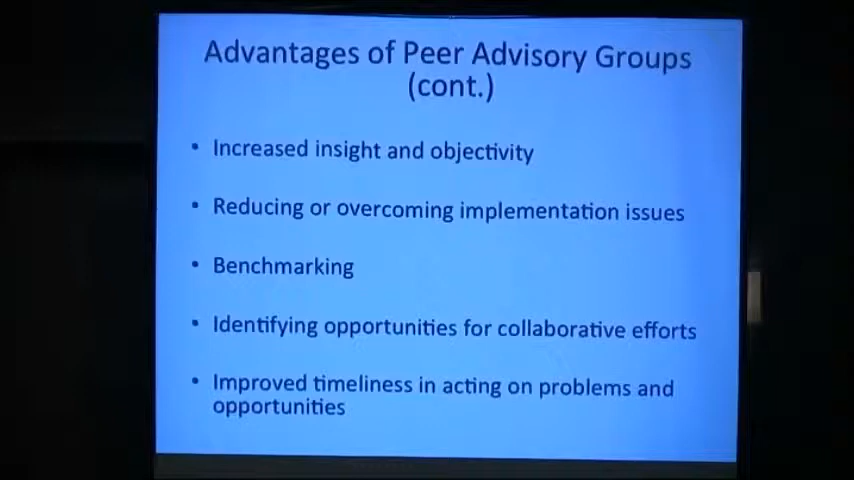 Advantages of Peer Advisory Groups
(cont.)
• Increased insight and objectivity
• Reducing or overcoming implementation issues
• Benchmarking
• Identifying opportunities for collaborative efforts
• Improved timeliness in acting on problems and
opportunities